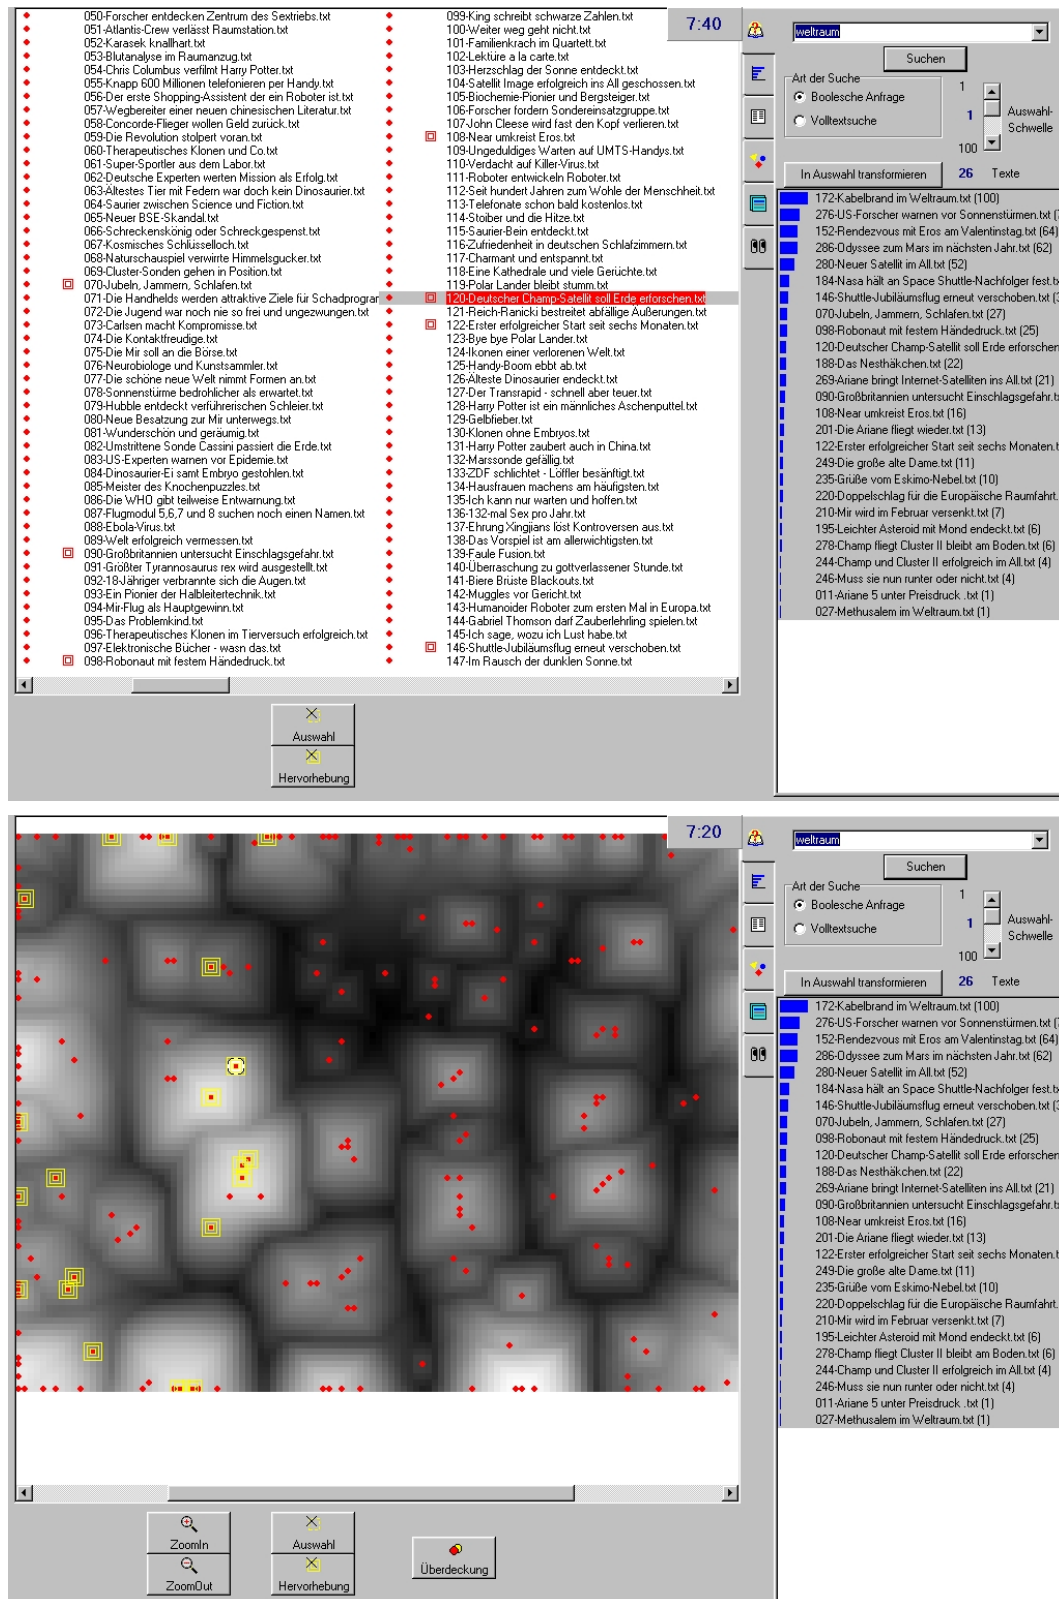 050-Forscher entdecken Zentrum des Sextriebs.txt
051-Atlantis-Crew verlässt Raumstation.txt
052-Karasek knallhart.txt
053-Blutanalyse im Raumanzug.txt
054-Chris Columbus verfilmt Harry Potter.txt
055-Knapp 600 Millionen telefonieren per Handy.txt
056-Der erste Shopping-Assistent der ein Roboter ist.txt
057-Wegbereiter einer neuen chinesischen Literatur.txt
058-Concorde-Flieger wollen Geld zurück.txt
059-Die Revolution stolpert voran.txt
060-Therapeutisches Klonen und Co.txt
061-Super-Sportler aus dem Labor.txt
062-Deutsche Experten werten Mission als Erfolg.txt
063-Ältestes Tier mit Federn war doch kein Dinosaurier.txt
064-Saurier zwischen Science und Fiction.txt
065-Neuer BSE-Skandal.txt
066-Schreckenskönig oder Schreckgespenst.txt
067-Kosmisches Schlüsselloch.txt
068-Naturschauspiel verwirrte Himmelsgucker.txt
069-Cluster-Sonden gehen in Position.txt
070-Jubeln, Jammern, Schlafen.txt
071-Die Handhelds werden attraktive Ziele für Schadprograr
072-Die Jugend war noch nie so frei und ungezwungen.txt
073-Carlsen macht Kompromisse.txt
074-Die Kontaktfreudige.txt
075-Die Mir soll an die Börse.txt
076-Neurobiologe und Kunstsammler.txt
077-Die schöne neue Welt nimmt Formen an.txt
078-Sonnenstürme bedrohlicher als erwartet.txt
079-Hubble entdeckt verführerischen Schleier.txt
080-Neue Besatzung zur Mir unterwegs.txt
081-Wunderschön und geräumig.txt
082-Umstrittene Sonde Cassini passiert die Erde.txt
083-US-Experten warnen vor Epidemie.txt
084-Dinosaurier-Ei samt Embryo gestohlen.txt
085-Meister des Knochenpuzzles.txt
086-Die WHO gibt teilweise Entwarnung.txt
087-Flugmodul 5,6,7 und 8 suchen noch einen Namen.txt
088-Ebola-Virus.txt
089-Welt erfolgreich vermessen.txt
090-Großbritannien untersucht Einschlagsgefahr.txt
091-Größter Tyrannosaurus rex wird ausgestellt.txt
092-18-Jähriger verbrannte sich die Augen.txt
093-Ein Pionier der Halbleitertechnik.txt
094-Mir-Flug als Hauptgewinn.txt
095-Das Problemkind.txt
096-Therapeutisches Klonen im Tierversuch erfolgreich.txt
097-Elektronische Bücher - wasn das.txt
098-Robonaut mit festem Händedruck.txt
099-King schreibt schwarze Zahlen.txt
100-Weiter weg geht nicht.txt
101-Familienkrach im Quartett.txt
102-Lektüre a la carte.txt
103-Herzschlag der Sonne entdeckt.txt
104-Satellit Image erfolgreich ins All geschossen.txt
105-Biochemie-Pionier und Bergsteiger.txt
106-Forscher fordern Sondereinsatzgruppe.txt
107-John Cleese wird fast den Kopf verlieren.txt
108-Near umkreist Eros.txt
109-Ungeduldiges Warten auf UMTS-Handys.txt
110-Verdacht auf Killer-Virus.txt
111-Roboter entwickeln Roboter.txt
112-Seit hundert Jahren zum Wohle der Menschheit.txt
113-Telefonate schon bald kostenlos.txt
114-Stoiber und die Hitze.txt
115-Saurier-Bein entdeckt.txt
116-Zufriedenheit in deutschen Schlafzimmern.txt
117-Charmant und entspannt.txt
118-Eine Kathedrale und viele Gerüchte.txt
119-Polar Lander bleibt stumm.txt
120-Deutscher Champ-Satellit soll Erde erforschen.txt
121-Reich-Ranicki bestreitet abfällige Äußerungen.txt
122-Erster erfolgreicher Start seit sechs Monaten.txt
123-Bye bye Polar Lander.txt
124-Ikonen einer verlorenen Welt.txt
125-Handy-Boom ebbt ab.txt
126-Älteste Dinosaurier endeckt.txt
127-Der Transrapid - schnell aber teuer.txt
128-Harry Potter ist ein männliches Aschenputtel.txt
129-Gelbfieber.txt
130-Klonen ohne Embryos.txt
131-Harry Potter zaubert auch in China.txt
132-Marssonde gefällig.txt
133-ZDF schlichtet - Löffler besänftigt.txt
134-Hausfrauen machens am häufigsten.txt
135-Ich kann nur warten und hoffen.txt
136-132-mal Sex pro Jahr.txt
137-Ehrung Xingjians löst Kontroversen aus.txt
138-Das Vorspiel ist am allerwichtigsten.txt
139-Faule Fusion.txt
140-Überraschung zu gottverlassener Stunde.txt
141-Biere Brüste Blackouts.txt
142-Muggles vor Gericht.txt
143-Humanoider Roboter zum ersten Mal in Europa.txt
144-Gabriel Thomson darf Zauberlehrling spielen.txt
145-Ich sage, wozu ich Lust habe.txt
146-Shuttle-Jubiläumsflug erneut verschoben.txt
147-Im Rausch der dunklen Sonne.txt
7:40
Auswahl
Hervorhebung
weltraum
Suchen
Art der Suche
Boolesche Anfrage
Volltextsuche
1
1
100
Auswahl-
Schwelle
In Auswahl transformieren
26 Texte
172-Kabelbrand im Weltraum.txt (100)
276-US-Forscher warnen vor Sonnenstürmen.txt (7
152-Rendezvous mit Eros am Valentinstag.txt (64)
286-Odyssee zum Mars im nächsten Jahr.txt (62)
280-Neuer Satellit im All.txt (52)
184-Nasa hält an Space Shuttle-Nachfolger fest.tx
146-Shuttle-Jubiläumsflug erneut verschoben.txt (3
070-Jubeln, Jammern, Schlafen.txt (27)
098-Robonaut mit festem Händedruck.txt (25)
120-Deutscher Champ-Satellit soll Erde erforschen
188-Das Nesthäkchen.txt (22)
269-Ariane bringt Internet-Satelliten ins All.txt (21)
090-Großbritannien untersucht Einschlagsgefahr.tx
108-Near umkreist Eros.txt (16)
201-Die Ariane fliegt wieder.txt (13)
122-Erster erfolgreicher Start seit sechs Monaten.t
249-Die große alte Dame.txt (11)
235-Grüße vom Eskimo-Nebel.txt (10)
220-Doppelschlag für die Europäische Raumfahrt.
210-Mir wird im Februar versenkt.txt (7)
195-Leichter Asteroid mit Mond endeckt.txt (6)
278-Champ fliegt Cluster II bleibt am Boden.txt (6)
244-Champ und Cluster II erfolgreich im All.txt (4)
246-Muss sie nun runter oder nicht.txt (4)
011-Ariane 5 unter Preisdruck .txt (1)
027-Methusalem im Weltraum.txt (1)
7:20
ZoomIn
ZoomOut
Auswahl
Hervorhebung
Überdeckung
weltraum
Suchen
Art der Suche
Boolesche Anfrage
Volltextsuche
1
1
100
Auswahl-
Schwelle
In Auswahl transformieren
26 Texte
172-Kabelbrand im Weltraum.txt (100)
276-US-Forscher warnen vor Sonnenstürmen.txt (7
152-Rendezvous mit Eros am Valentinstag.txt (64)
286-Odyssee zum Mars im nächsten Jahr.txt (62)
280-Neuer Satellit im All.txt (52)
184-Nasa hält an Space Shuttle-Nachfolger fest.tx
146-Shuttle-Jubiläumsflug erneut verschoben.txt (3
070-Jubeln, Jammern, Schlafen.txt (27)
098-Robonaut mit festem Händedruck.txt (25)
120-Deutscher Champ-Satellit soll Erde erforschen
188-Das Nesthäkchen.txt (22)
269-Ariane bringt Internet-Satelliten ins All.txt (21)
090-Großbritannien untersucht Einschlagsgefahr.tx
108-Near umkreist Eros.txt (16)
201-Die Ariane fliegt wieder.txt (13)
122-Erster erfolgreicher Start seit sechs Monaten.t
249-Die große alte Dame.txt (11)
235-Grüße vom Eskimo-Nebel.txt (10)
220-Doppelschlag für die Europäische Raumfahrt.
210-Mir wird im Februar versenkt.txt (7)
195-Leichter Asteroid mit Mond endeckt.txt (6)
278-Champ fliegt Cluster II bleibt am Boden.txt (6)
244-Champ und Cluster II erfolgreich im All.txt (4)
246-Muss sie nun runter oder nicht.txt (4)
011-Ariane 5 unter Preisdruck .txt (1)
027-Methusalem im Weltraum.txt (1)